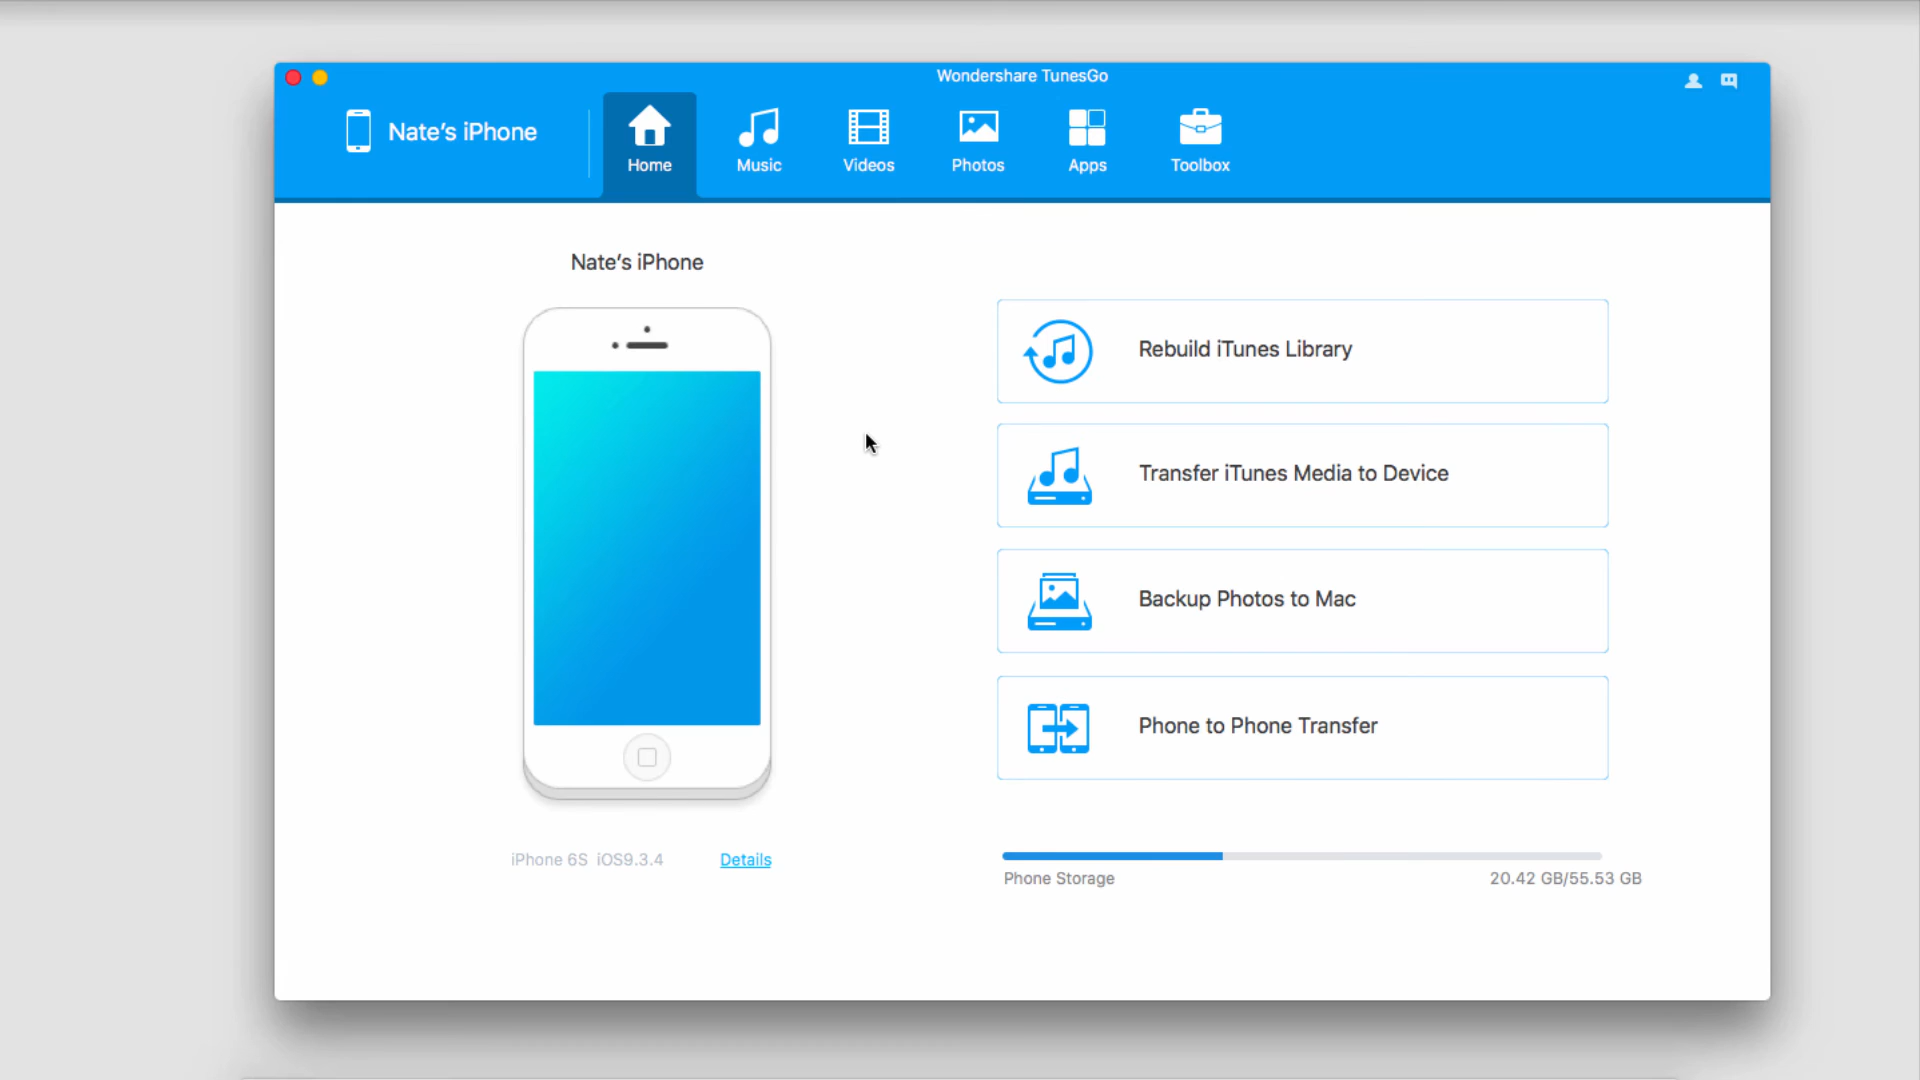 Wondershare TunesGo
Nate’s iPhone
Home
Music
Videos
Photos
Apps
Toolbox
Nate’s iPhone
Rebuild iTunes Library
Transfer iTunes Media to Device
Backup Photos to Mac
Phone to Phone Transfer
iPhone 6S iOS9.3.4 Details
Phone Storage 20.42 GB/55.53 GB